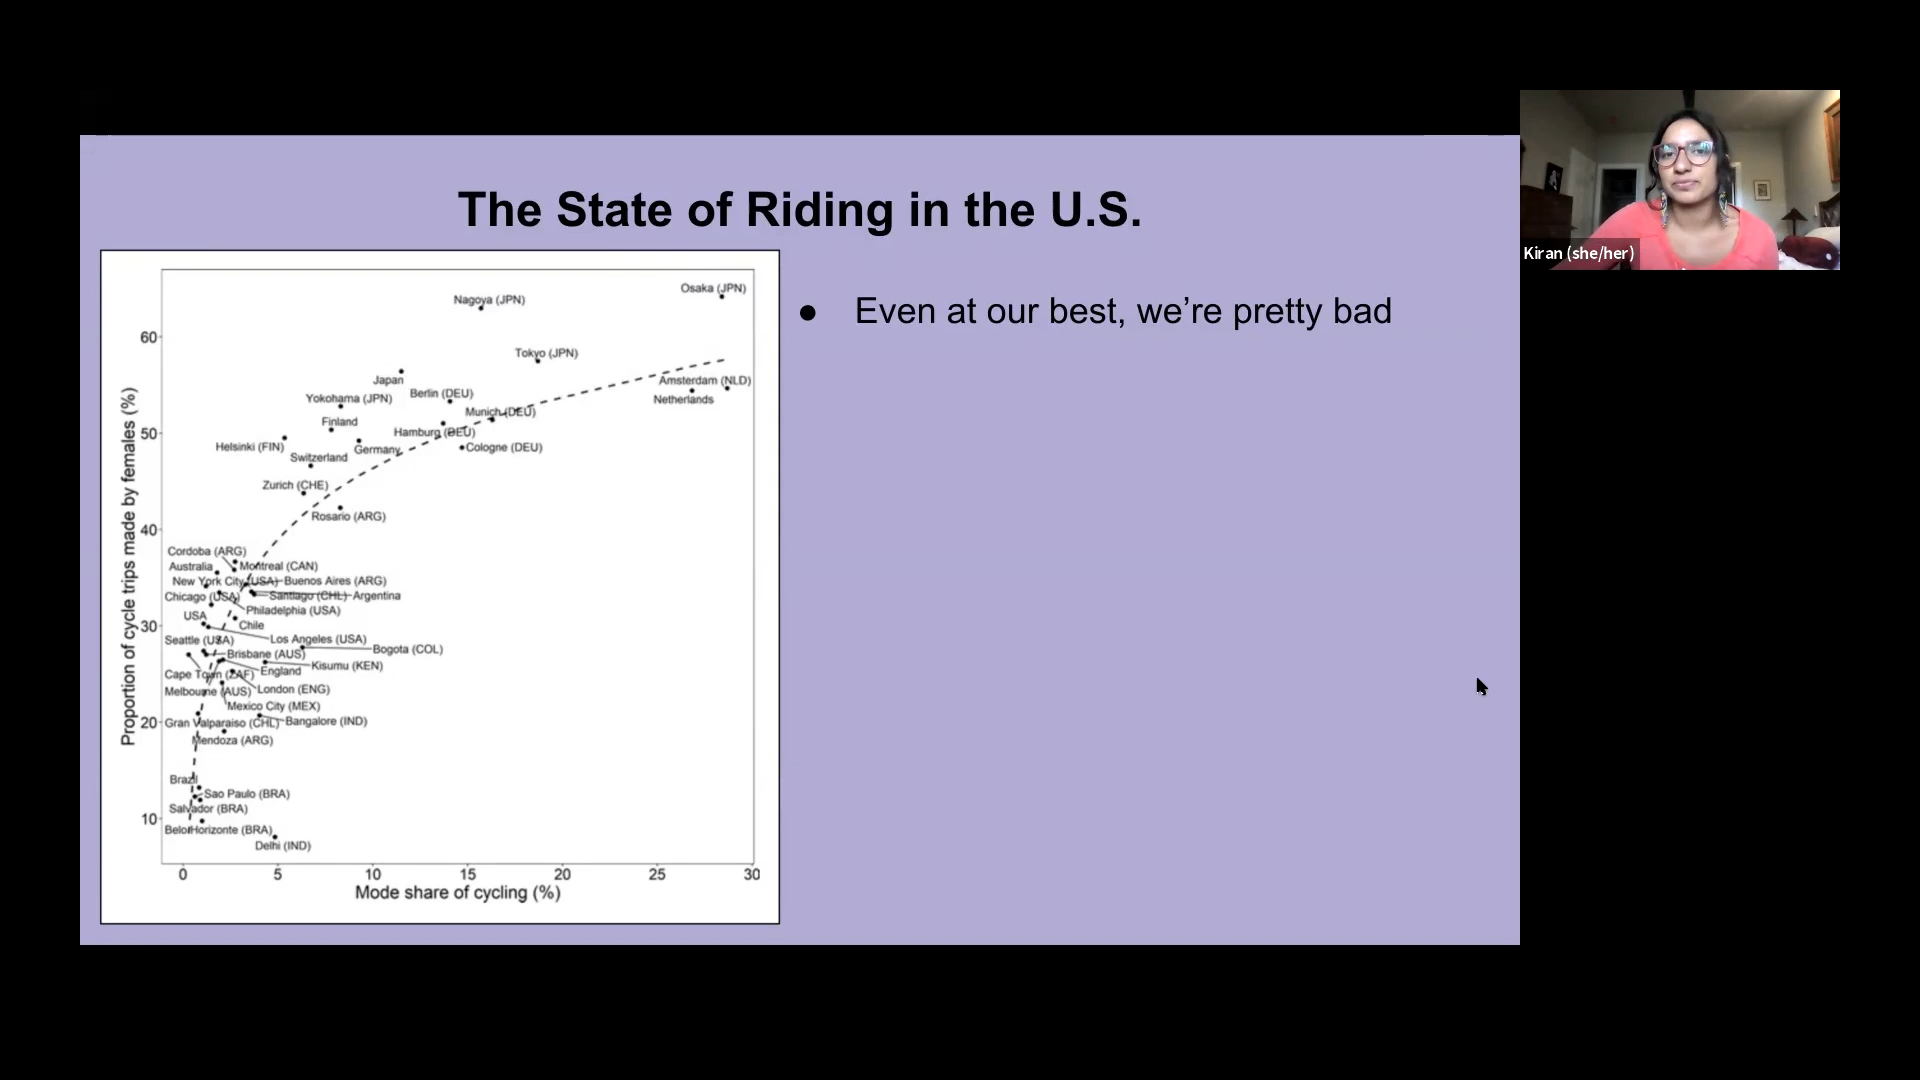 The State of Riding in the U.S.
Kiran (she/her)
Even at our best, we're pretty bad
Osaka (JPN)
Nagoya (JPN)
60
Tokyo (JPN)
Japan
Amsterdam (NLD)
Berlin (DEU)
Yokohama (JPN)
Netherlands
Munich (DEU)
Finland
50
Hamburg (DEU)
Helsinki (FIN)
Germany
Cologne (DEU)
Switzerland
Zurich (CHE)
Rosario (ARG)
40
Cordoba (ARG)
Australia
Montreal (CAN)
New York City (USA)
Buenos Aires (ARG)
Chicago (USA)
Santiago (CHL)
Argentina
Philadelphia (USA)
USA
Chile
30
Seattle (USA)
Los Angeles (USA)
Bogota (COL)
Brisbane (AUS)
Kisumu (KEN)
England
Cape Town (ZAF)
Melbourne (AUS)
London (ENG)
Mexico City (MEX)
20
Gran Valparaiso (CHL)
Bangalore (IND)
Mendoza (ARG)
Brazil
Sao Paulo (BRA)
Salvador (BRA)
10
Belo Horizonte (BRA)
Delhi (IND)
0 5 10 15 20 25 30
Mode share of cycling (%)
Proportion of cycle trips made by females (%)